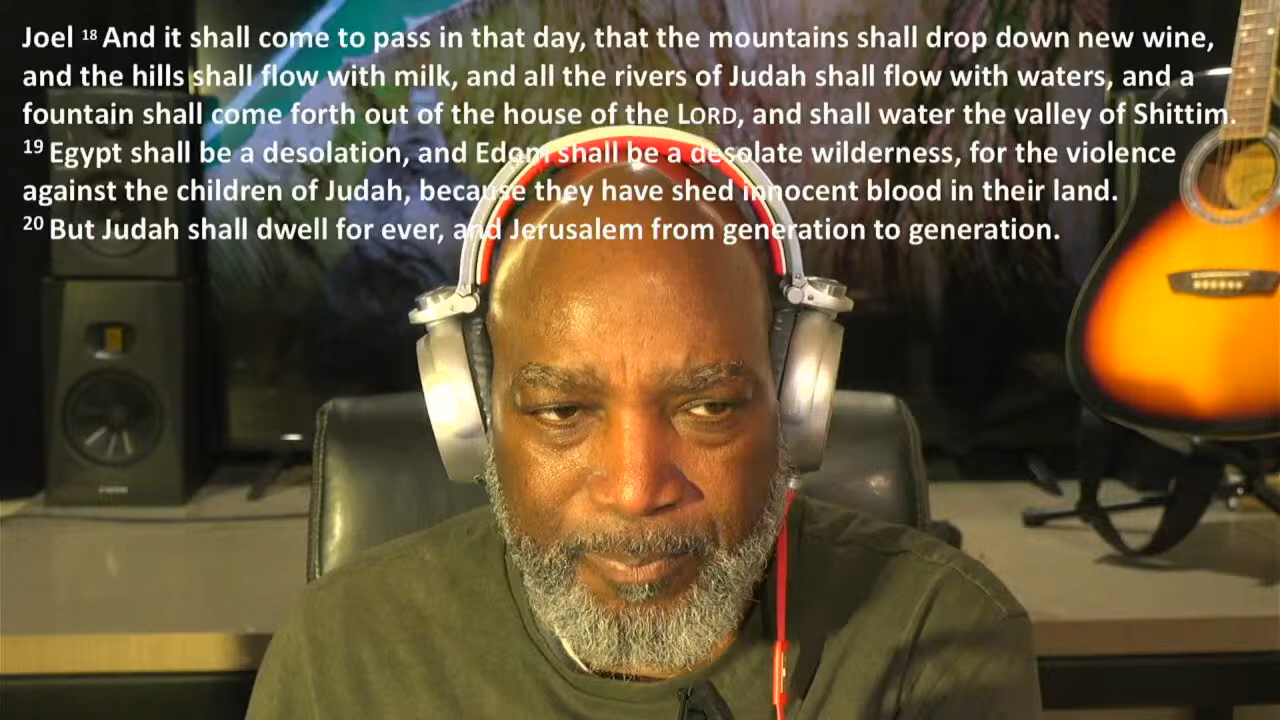 Joel 18 And it shall come to pass in that day, that the mountains shall drop down new wine,
and the hills shall flow with milk, and all the rivers of Judah shall flow with waters, and a
fountain shall come forth out of the house of the LORD, and shall water the valley of Shittim.
19 Egypt shall be a desolation, and Edom shall be a desolate wilderness, for the violence
against the children of Judah, because they have shed innocent blood in their land.
20 But Judah shall dwell for ever, and Jerusalem from generation to generation.